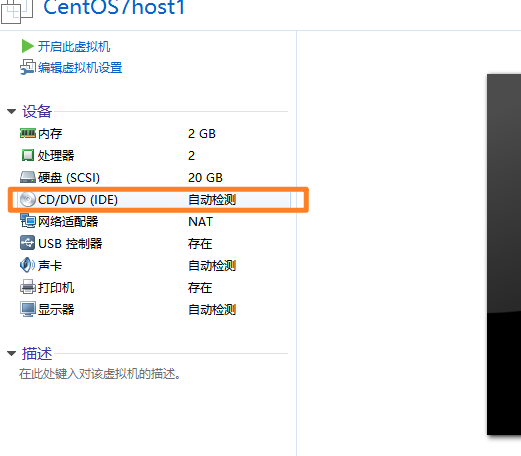 CentOS7host1
开启此虚拟机
编辑虚拟机设置
设备
内存 2 GB
处理器 2
硬盘 (SCSI) 20 GB
CD/DVD (IDE) 自动检测
网络适配器 NAT
USB 控制器 存在
声卡 自动检测
打印机 存在
显示器 自动检测
描述
在此处键入对该虚拟机的描述。